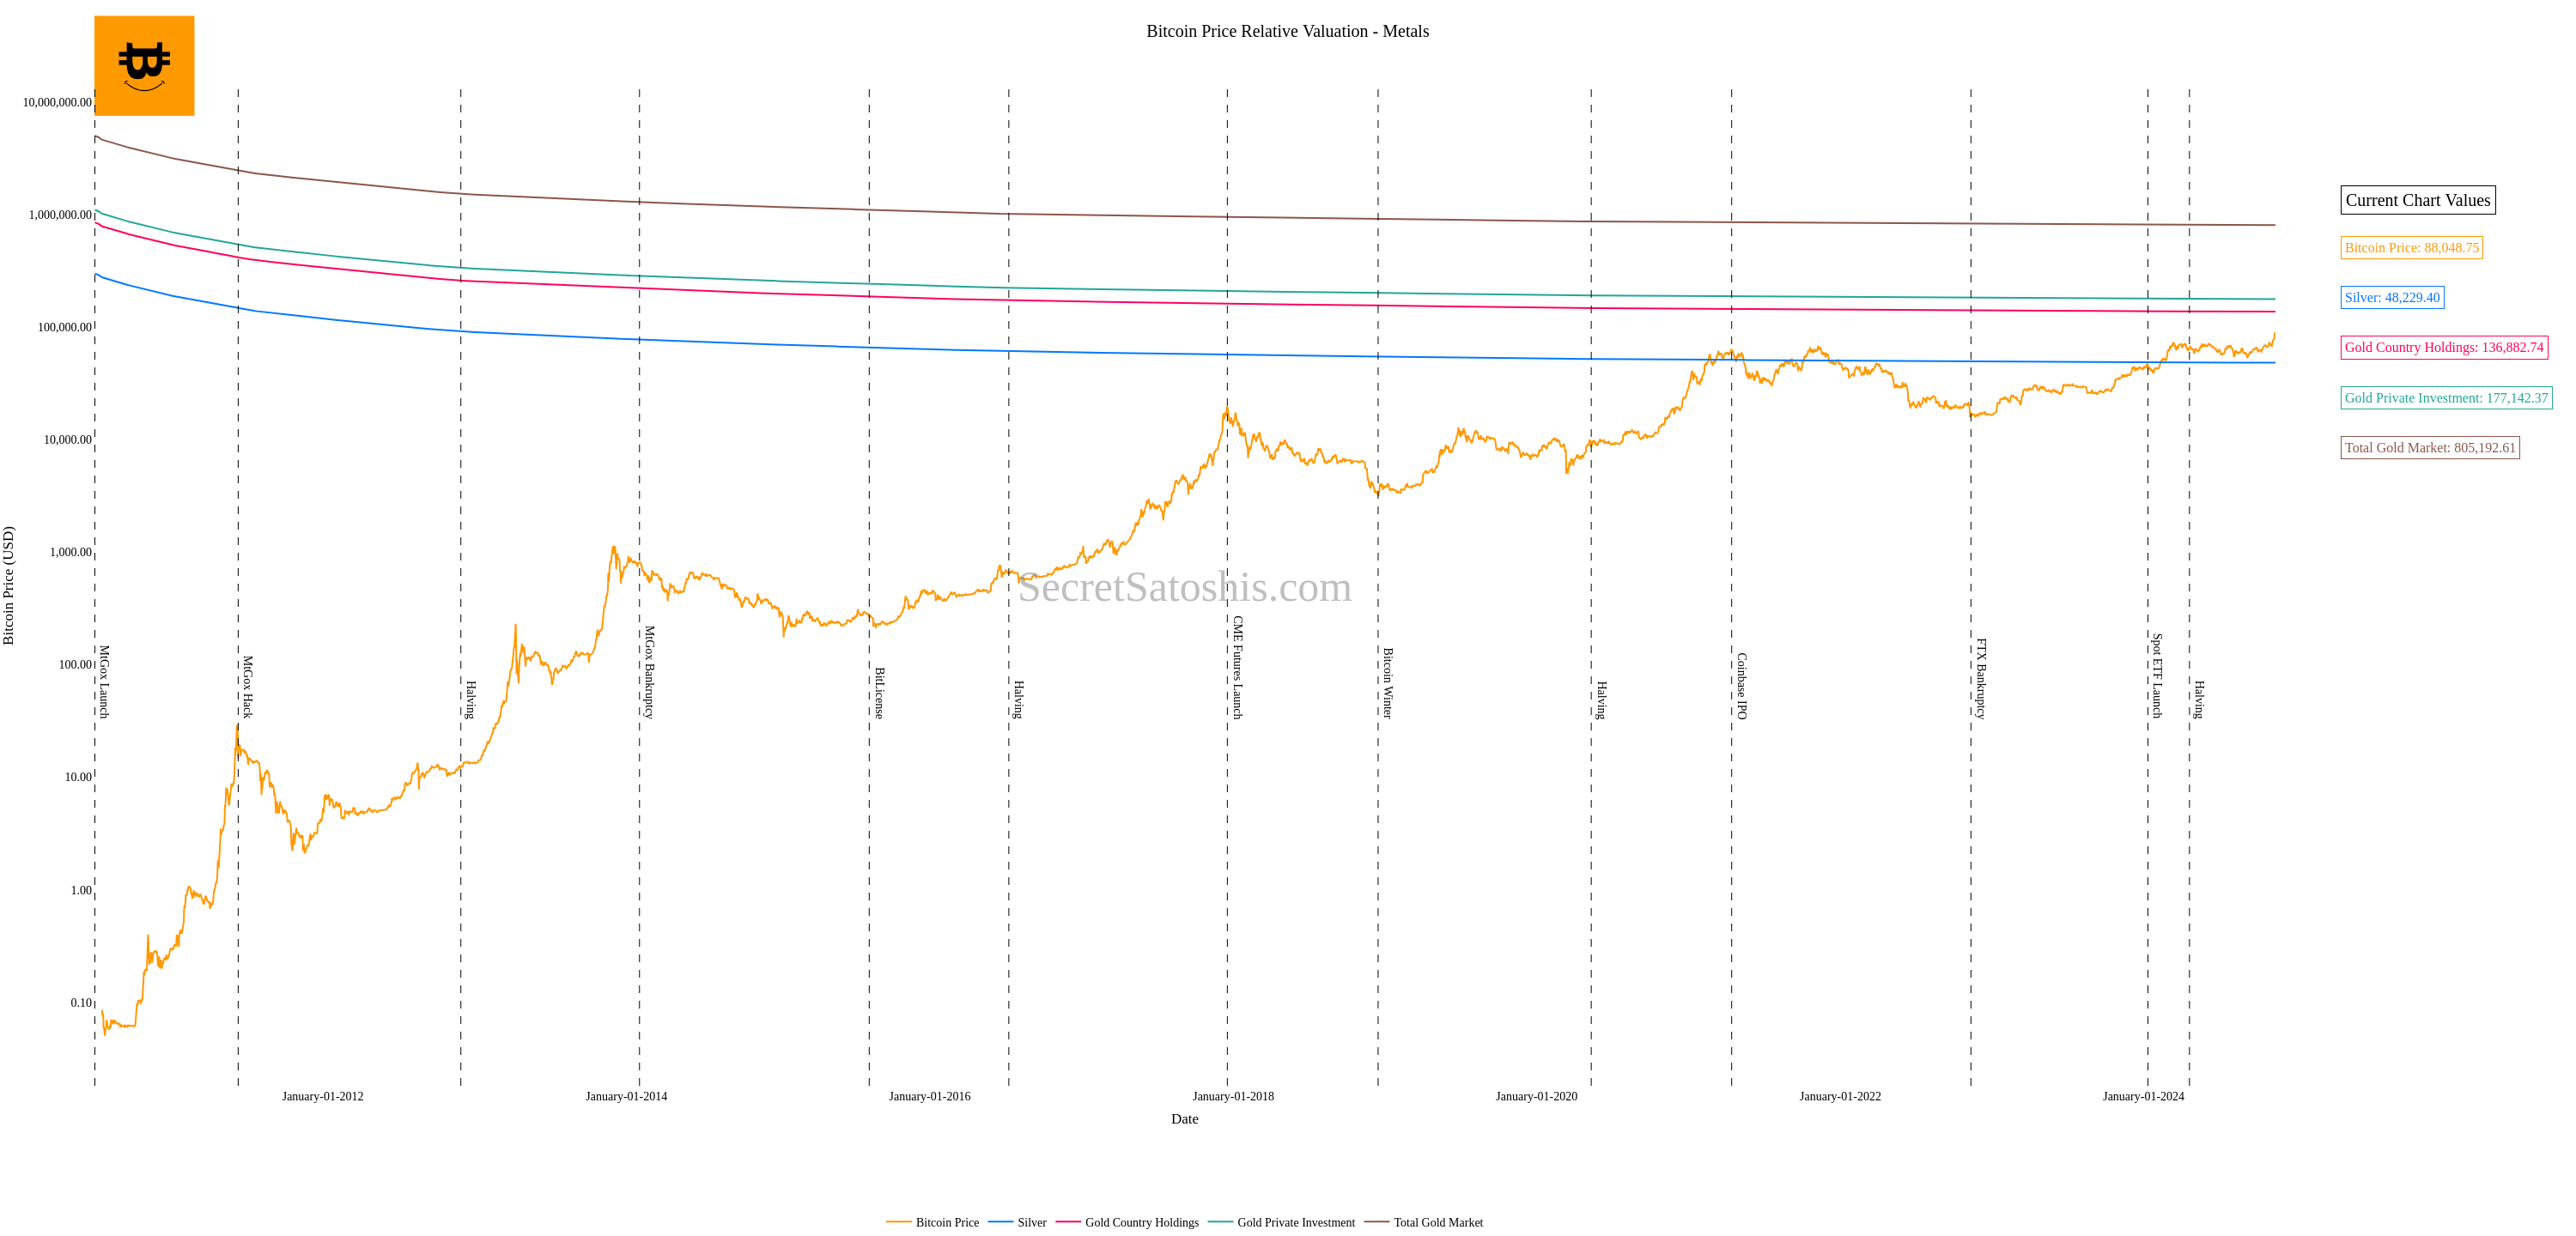 Bitcoin Price Relative Valuation - Metals
10,000,000.00
1,000,000.00
100,000.00
10,000.00
1,000.00
100.00
10.00
1.00
0.10
Bitcoin Price (USD)
MtGox Launch
MtGox Hack
Halving
MtGox Bankruptcy
BitLicense
Halving
CME Futures Launch
Bitcoin Winter
Halving
Coinbase IPO
FTX Bankruptcy
Spot ETF Launch
Halving
SecretSatoshis.com
January-01-2012
January-01-2014
January-01-2016
January-01-2018
January-01-2020
January-01-2022
January-01-2024
Date
Current Chart Values
Bitcoin Price: 88,048.75
Silver: 48,229.40
Gold Country Holdings: 136,882.74
Gold Private Investment: 177,142.37
Total Gold Market: 805,192.61
Bitcoin Price
Silver
Gold Country Holdings
Gold Private Investment
Total Gold Market